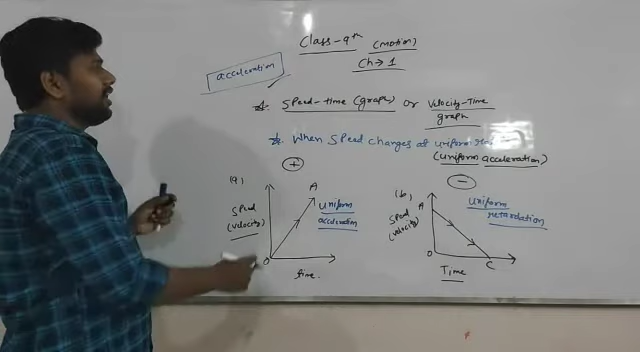 Class-9th (motion)
Ch→1
acceleration
Speed-time (graph) or velocity-Time
graph
When speed changes at uniform rate
(uniform acceleration)
+
−
(a)
A
speed
(velocity)
uniform
acceleration
O
time.
(b)
A
speed
(velocity)
uniform
retardation
O
C
Time